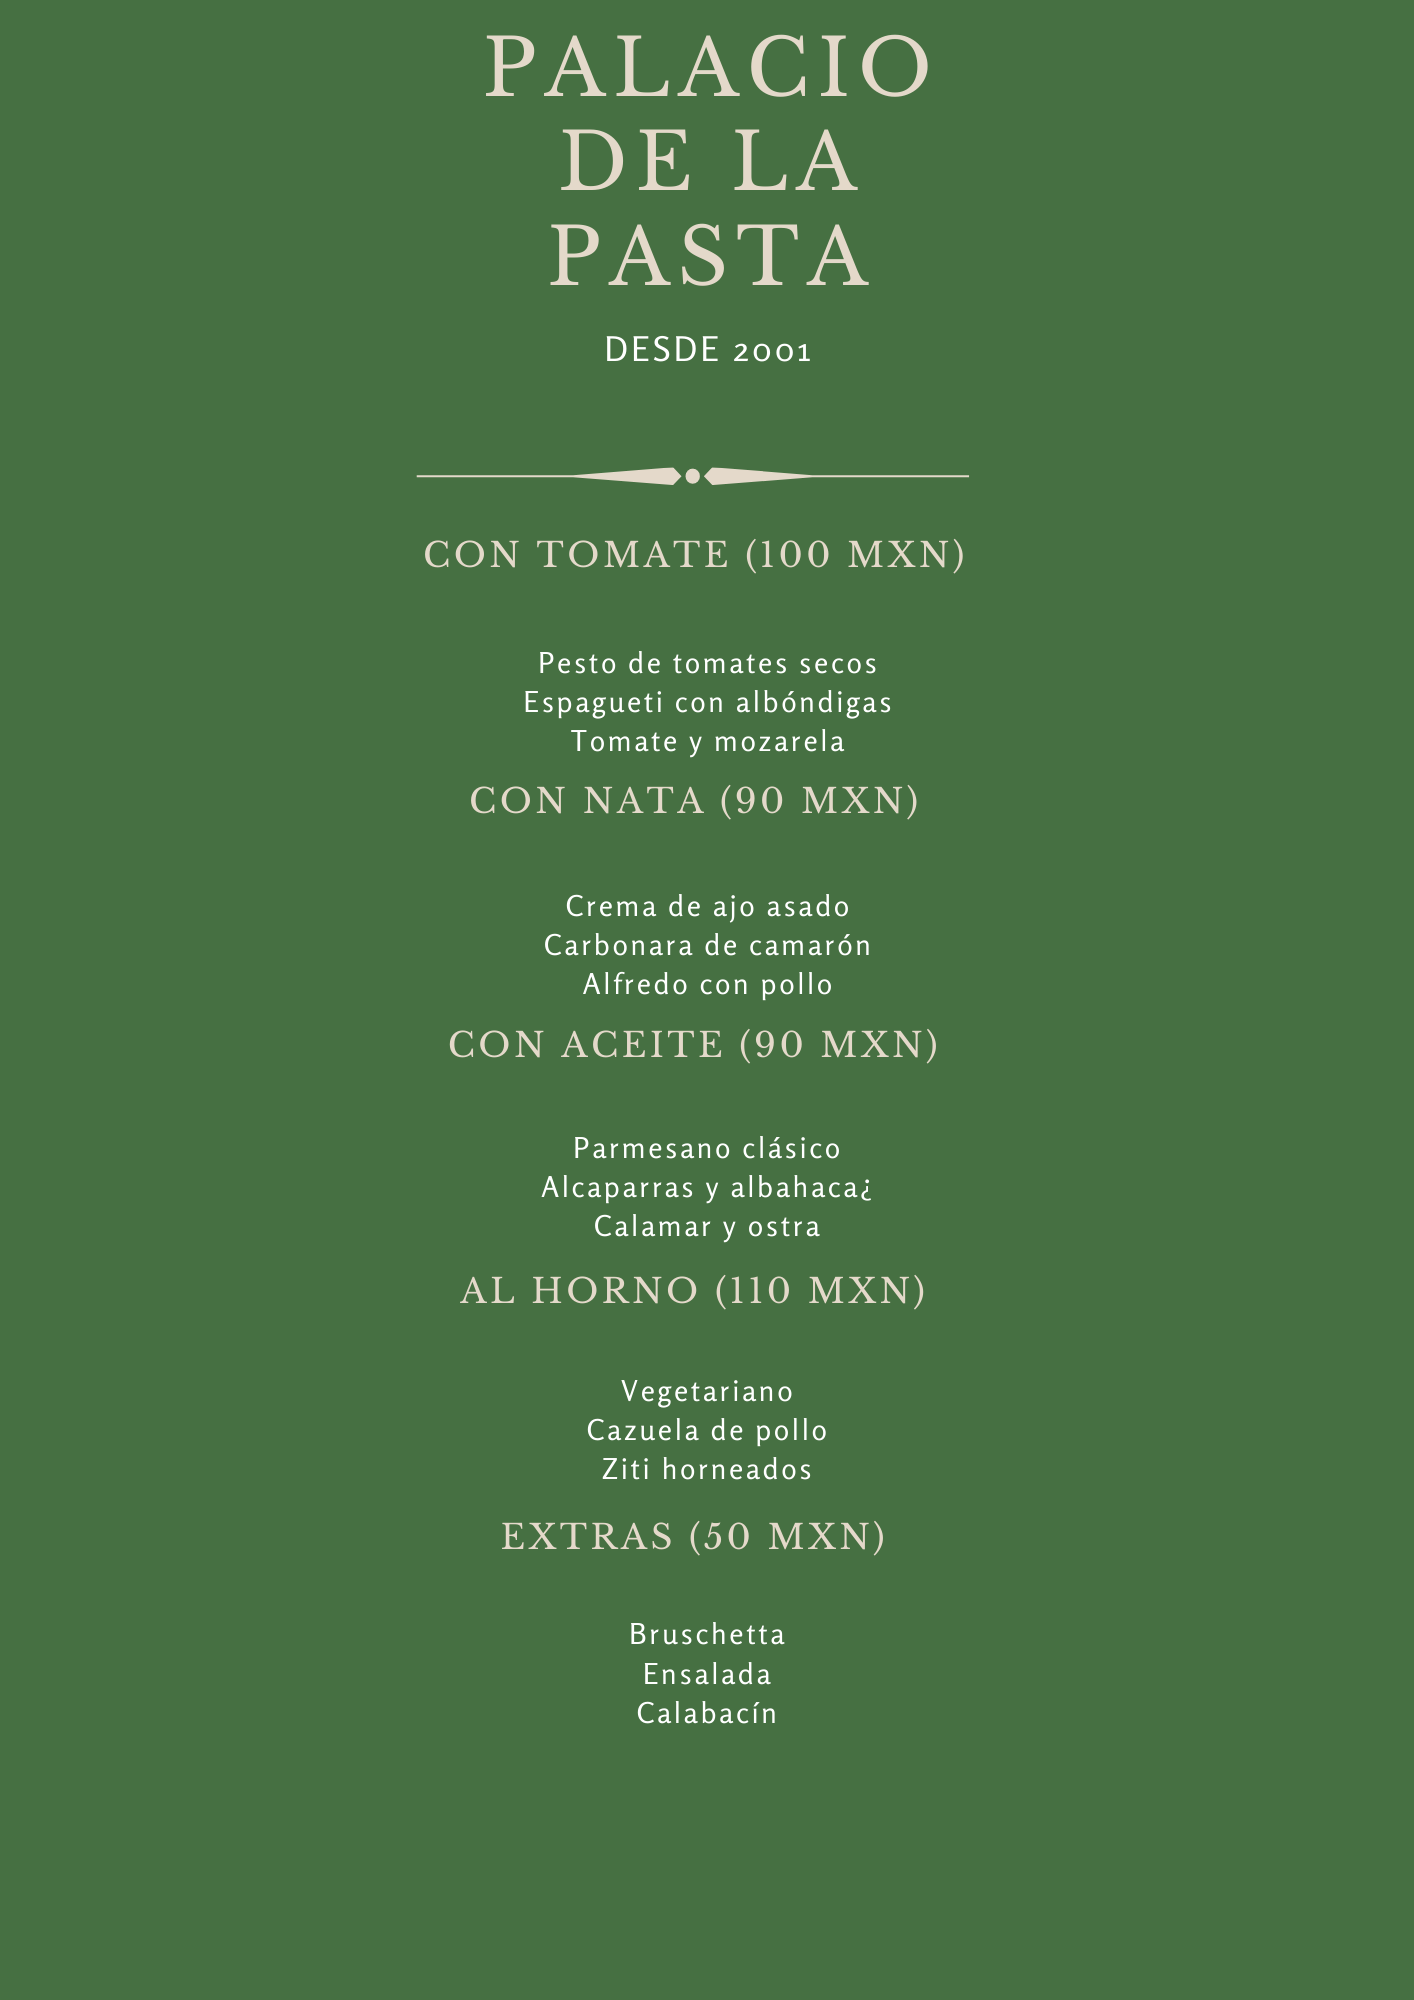 PALACIO
DE LA
PASTA
DESDE 2001
CON TOMATE (100 MXN)
Pesto de tomates secos
Espagueti con albóndigas
Tomate y mozarela
CON NATA (90 MXN)
Crema de ajo asado
Carbonara de camarón
Alfredo con pollo
CON ACEITE (90 MXN)
Parmesano clásico
Alcaparras y albahaca¿
Calamar y ostra
AL HORNO (110 MXN)
Vegetariano
Cazuela de pollo
Ziti horneados
EXTRAS (50 MXN)
Bruschetta
Ensalada
Calabacín